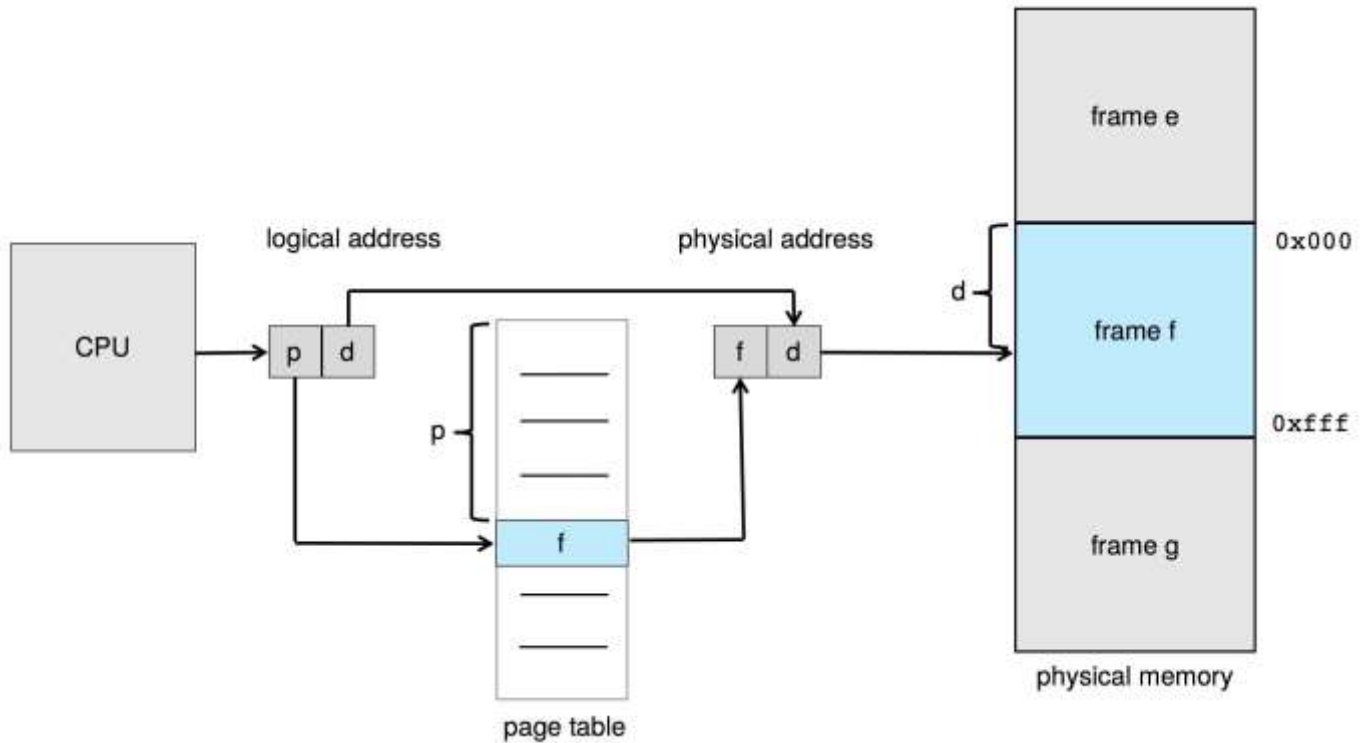 frame e
logical address
physical address
0x000
d
CPU
p d
f d
frame f
p
0xfff
f
frame g
physical memory
page table